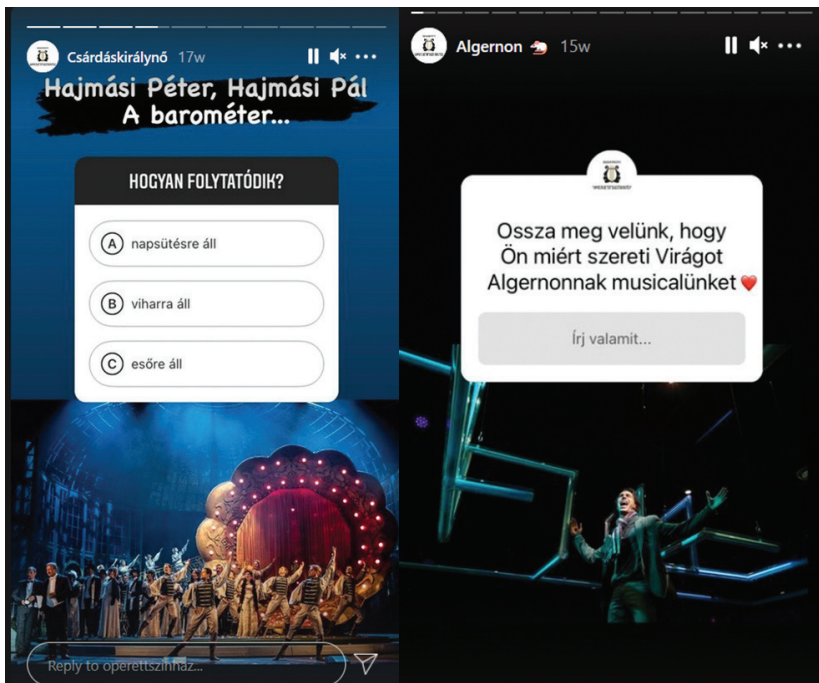 Csárdáskirálynő 17w
Hajmási Péter, Hajmási Pál
A barométer...
HOGYAN FOLYTATÓDIK?
A napsütésre áll
B viharra áll
C esőre áll
Reply to operettszinhaz...
Algernon 15w
Ossza meg velünk, hogy
Ön miért szereti Virágot
Algernonnak musicalünket
Írj valamit...